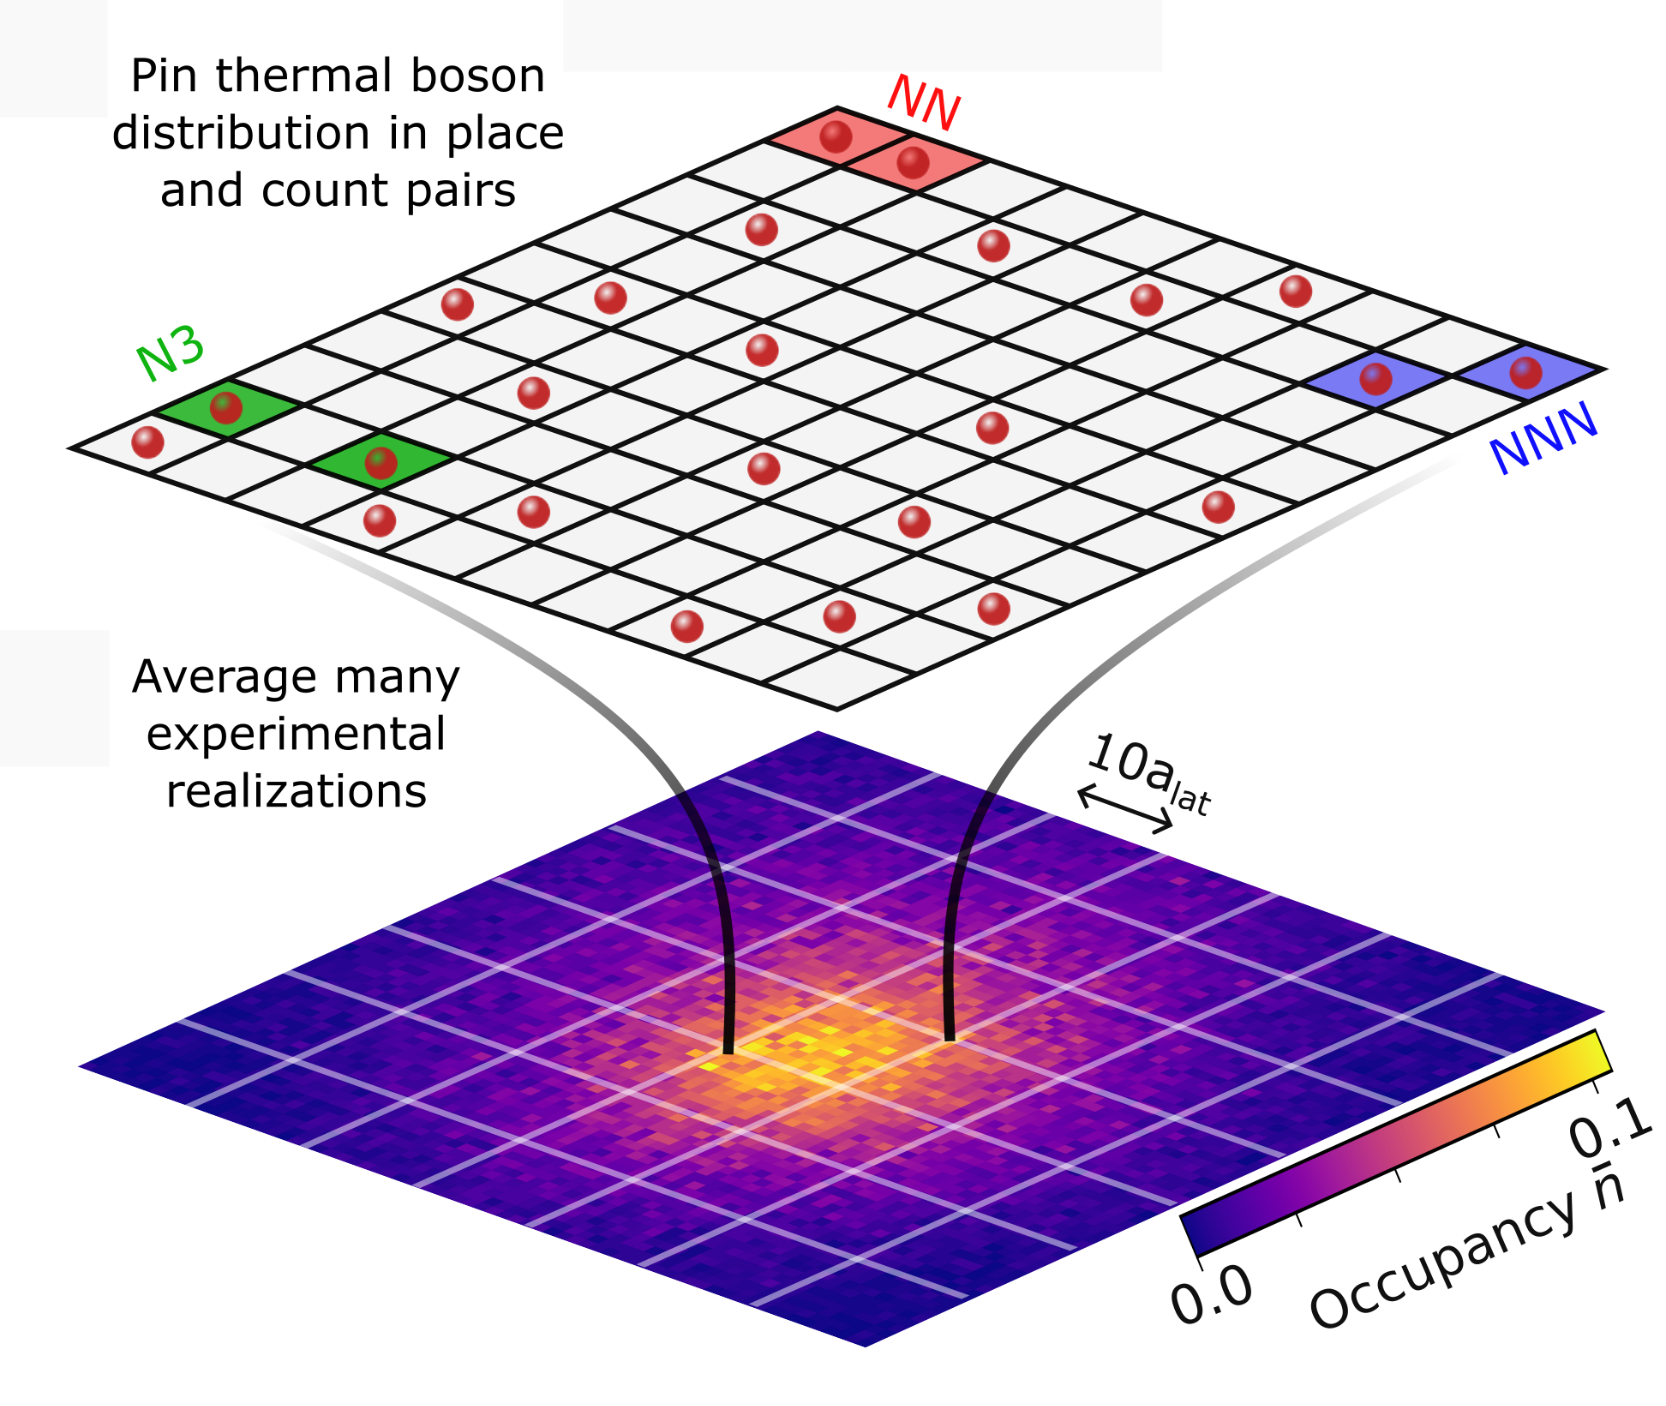 Pin thermal boson
distribution in place
and count pairs
NN
N3
NNN
Average many
experimental
realizations
10a_lat
0.1
0.0
Occupancy n̄